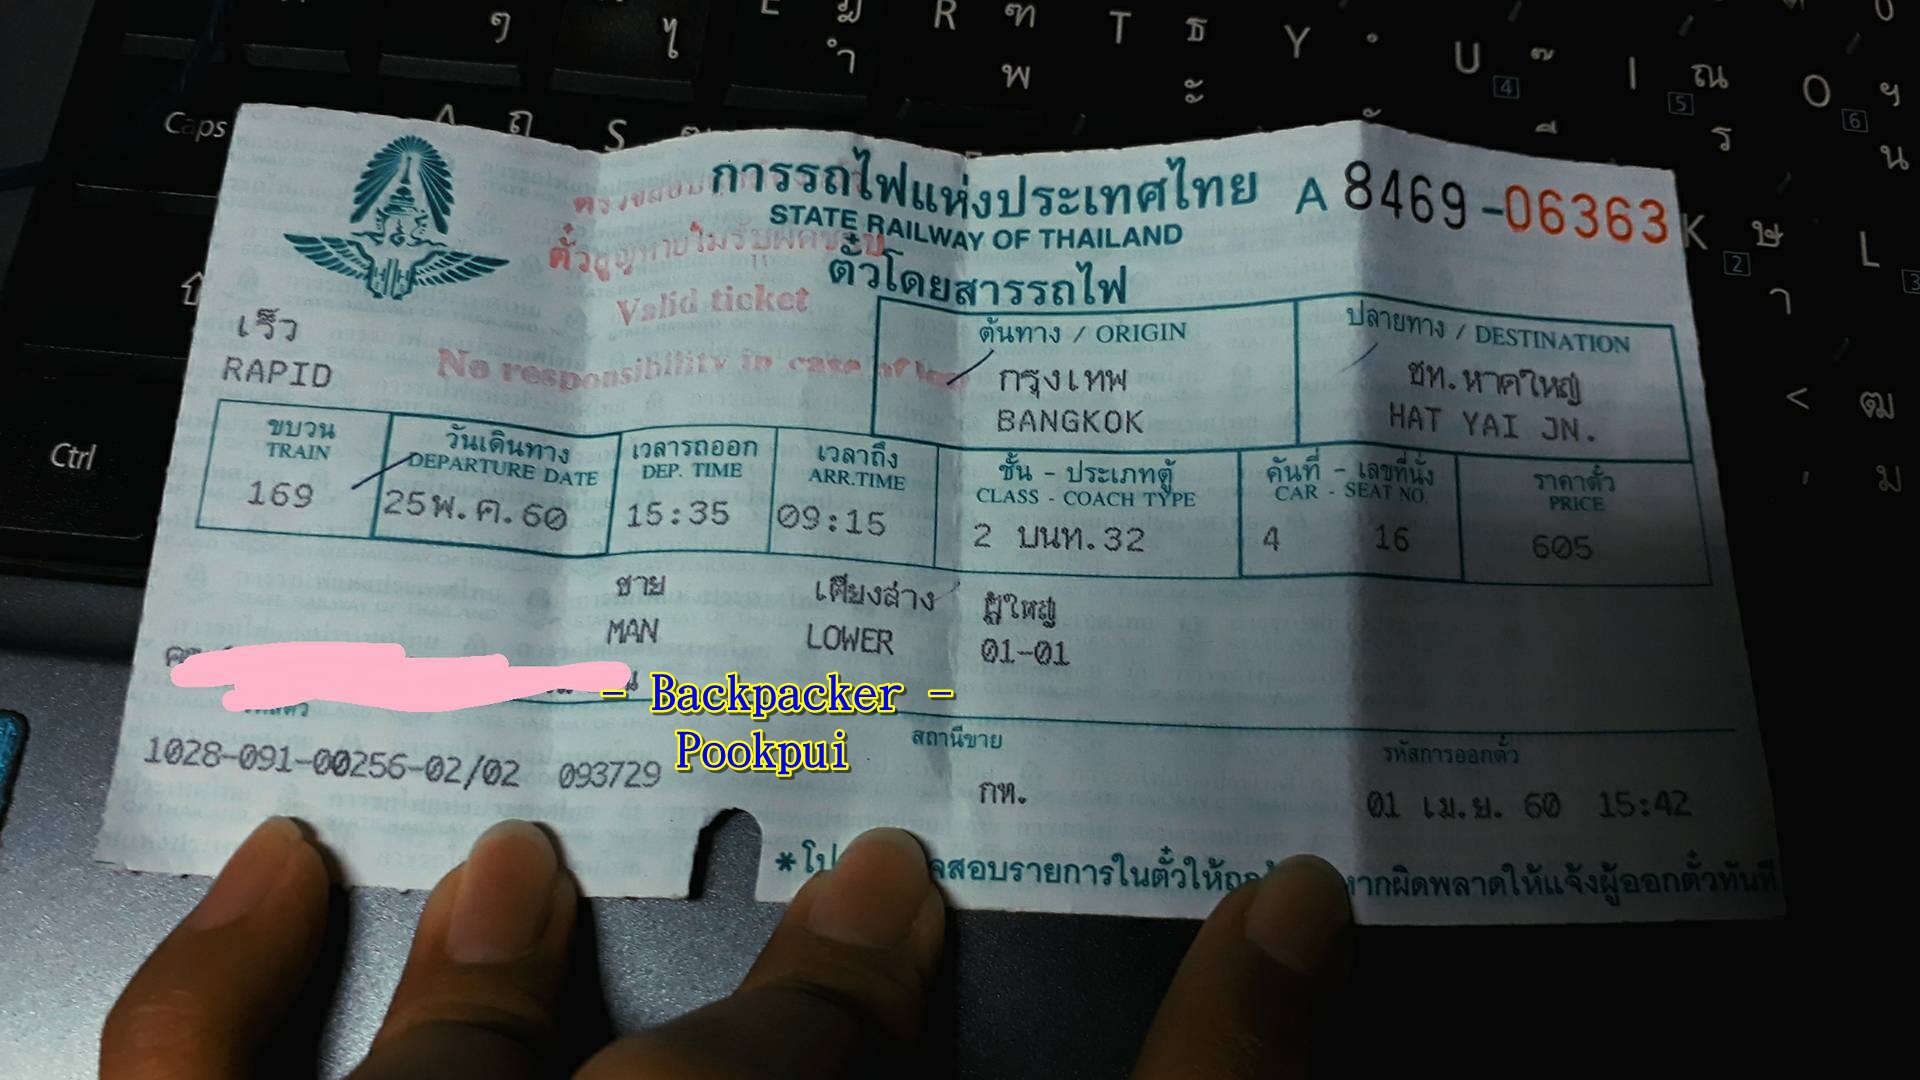 การรถไฟแห่งประเทศไทย A 8469-06363
STATE RAILWAY OF THAILAND
ตั๋วโดยสารรถไฟ
Valid ticket
No responsibility in case of loss
เร็ว
RAPID
ต้นทาง / ORIGIN
กรุงเทพ
BANGKOK
ปลายทาง / DESTINATION
ชท.หาดใหญ่
HAT YAI JN.
ขบวน
TRAIN
169
วันเดินทาง
DEPARTURE DATE
25พ.ค.60
เวลารถออก
DEP. TIME
15:35
เวลาถึง
ARR.TIME
09:15
ชั้น - ประเภทตู้
CLASS - COACH TYPE
2 บนท.32
คันที่ - เลขที่นั่ง
CAR - SEAT NO.
4 16
ราคาตั๋ว
PRICE
605
ชาย
MAN
เตียงล่าง
LOWER
ผู้ใหญ่
01-01
- Backpacker -
Pookpui
1028-091-00256-02/02 093729
สถานีขาย
กท.
รหัสการออกตั๋ว
01 เม.ย. 60 15:42
สอบรายการในตั๋วให้ หากผิดพลาดให้แจ้งผู้ออกตั๋วทันที
Caps
Ctrl
E R T Y U I O
S K L